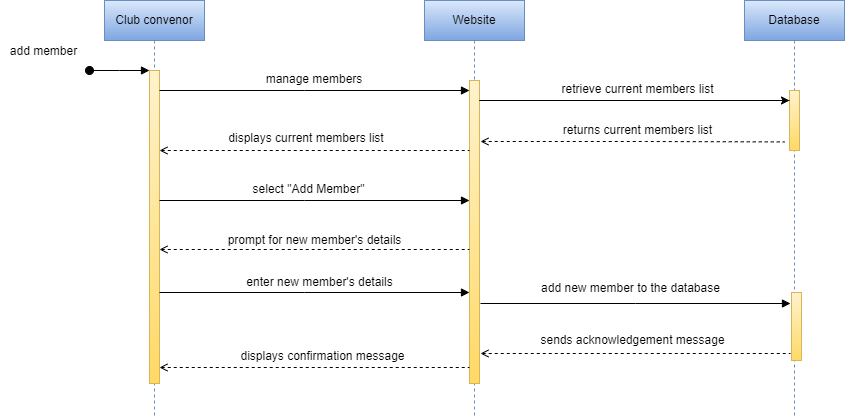 Club convenor
Website
Database
add member
manage members
retrieve current members list
returns current members list
displays current members list
select "Add Member"
prompt for new member's details
enter new member's details
add new member to the database
sends acknowledgement message
displays confirmation message